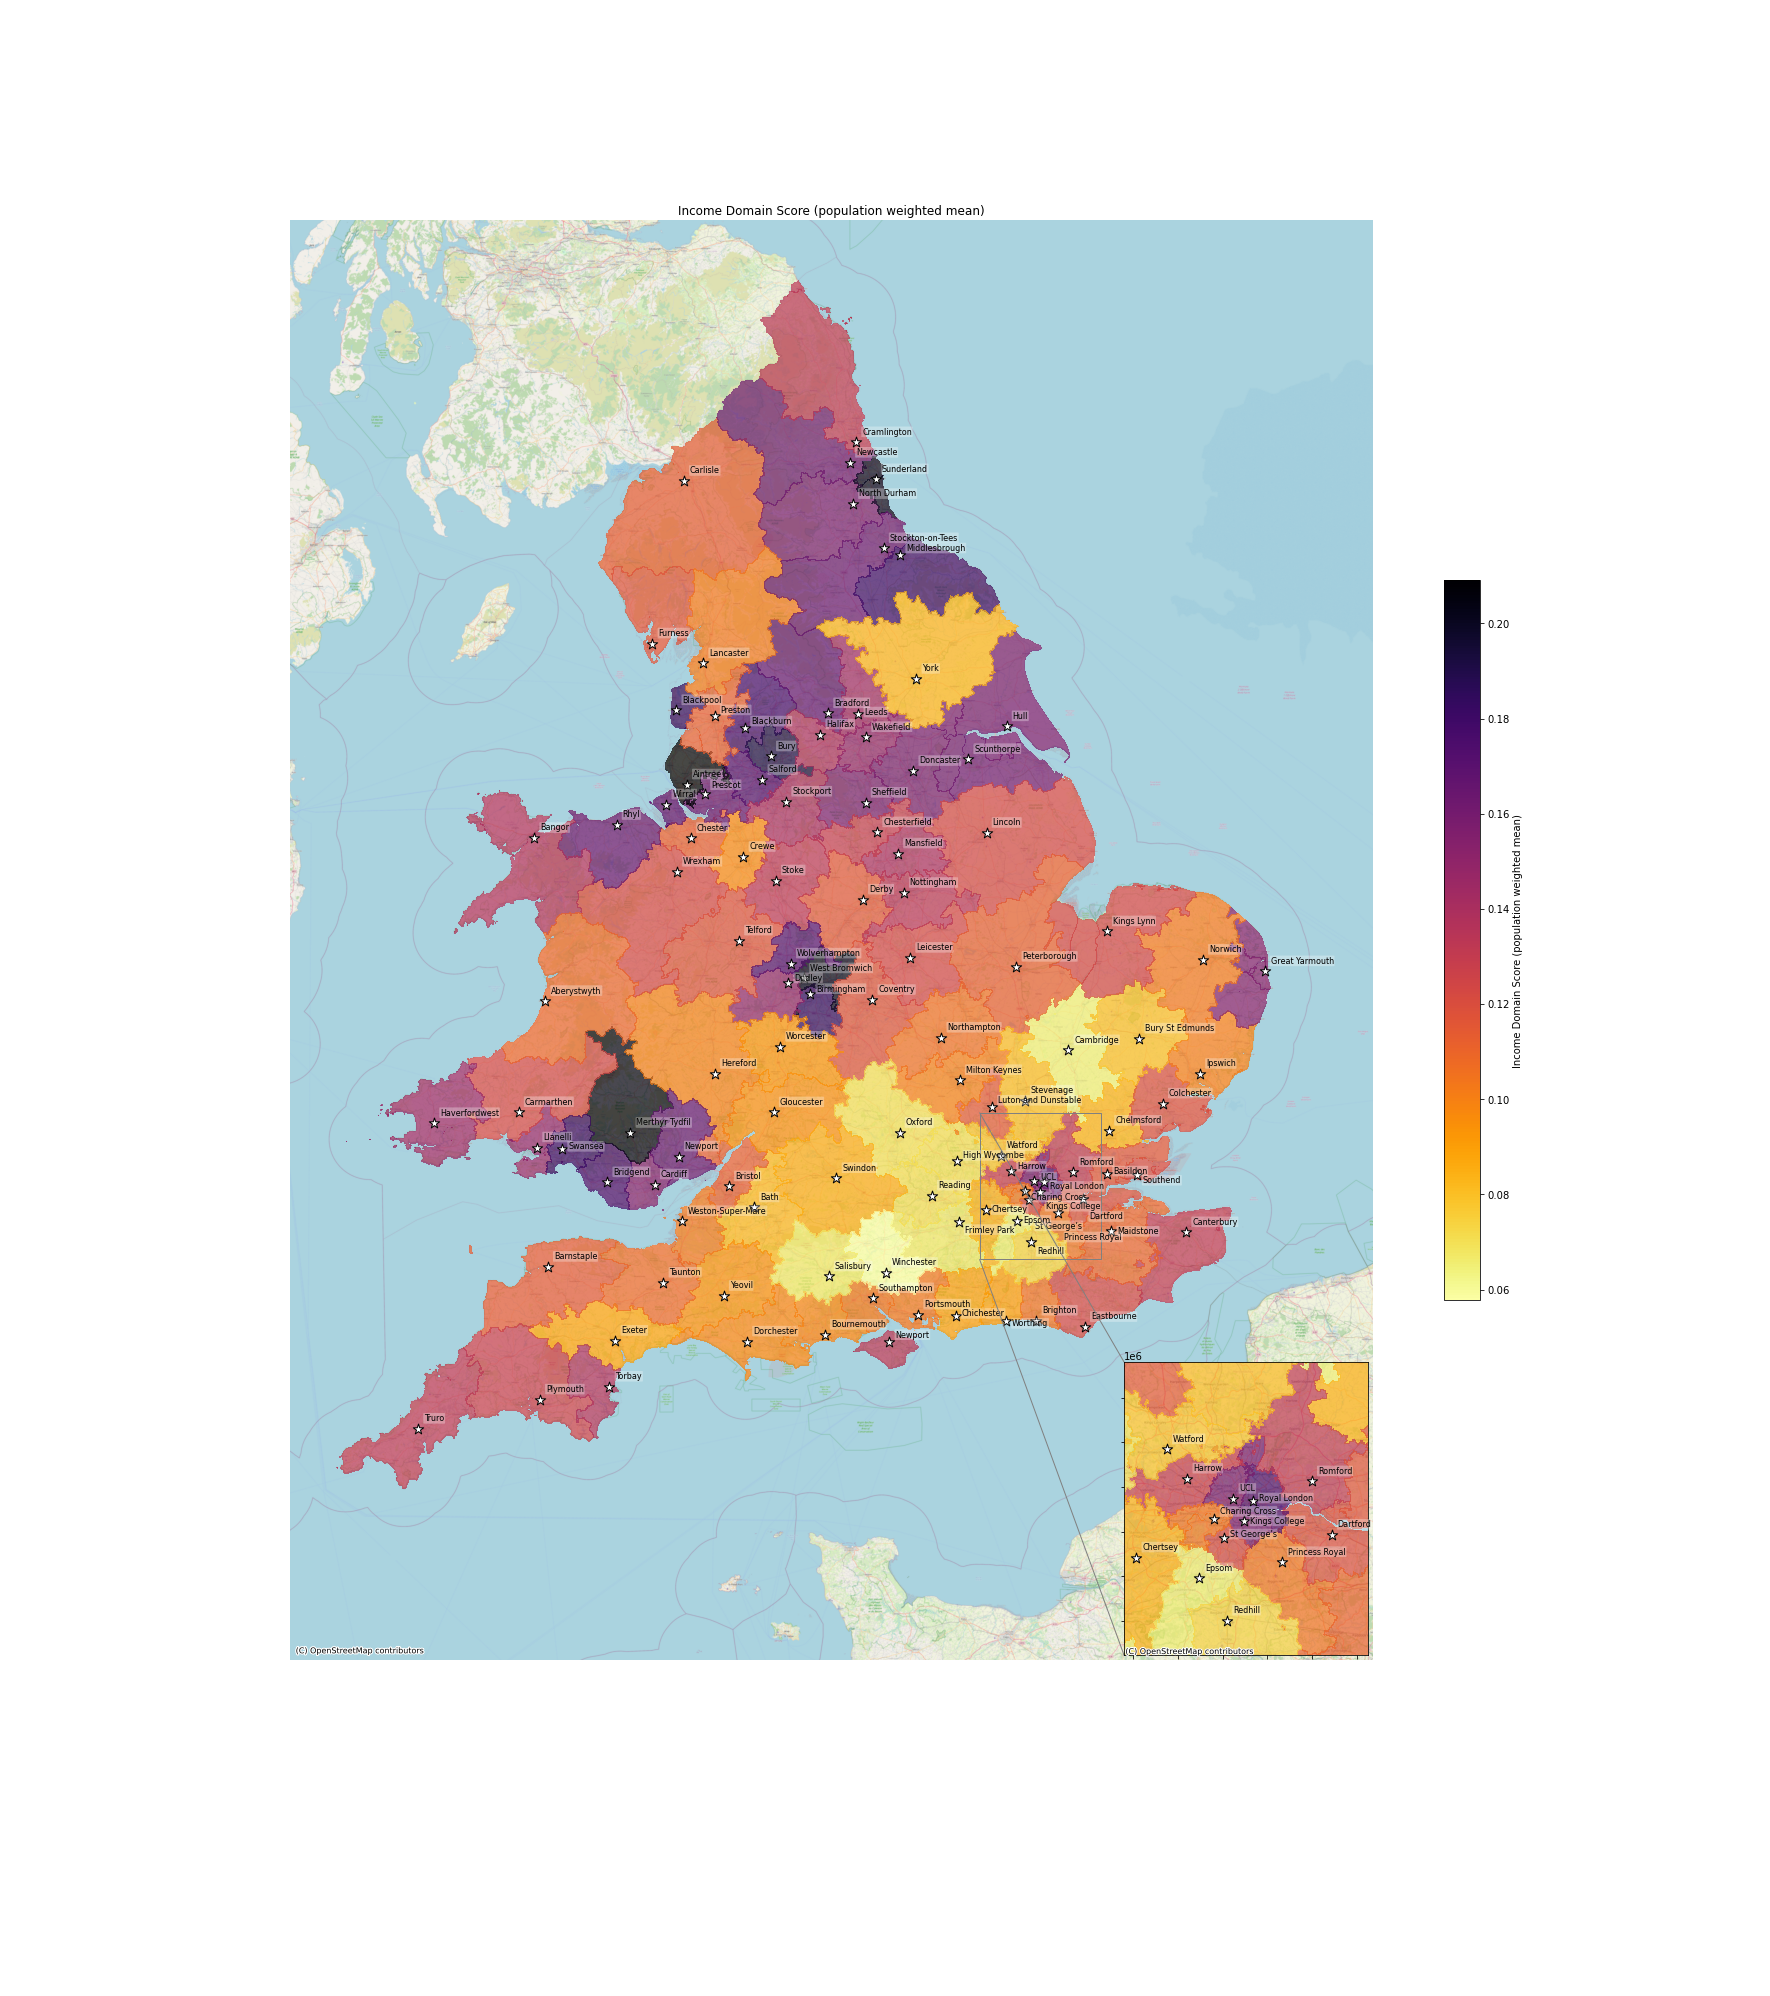 Income Domain Score (population weighted mean)
Cramlington
Newcastle
Sunderland
Carlisle
North Durham
Stockton-on-Tees
Middlesbrough
Furness
Lancaster
York
Blackpool
Preston
Bradford
Leeds
Blackburn
Halifax
Wakefield
Hull
Bury
Scunthorpe
Aintree
Salford
Doncaster
Prescot
Wirral
Stockport
Sheffield
Rhyl
Bangor
Chester
Chesterfield
Lincoln
Crewe
Mansfield
Wrexham
Stoke
Nottingham
Derby
Kings Lynn
Telford
Leicester
Norwich
Wolverhampton
Peterborough
Great Yarmouth
West Bromwich
Dudley
Birmingham
Coventry
Aberystwyth
Northampton
Bury St Edmunds
Worcester
Cambridge
Hereford
Milton Keynes
Ipswich
Stevenage
Colchester
Luton and Dunstable
Gloucester
Carmarthen
Haverfordwest
Merthyr Tydfil
Oxford
Chelmsford
Llanelli
Swansea
Newport
High Wycombe
Watford
Harrow
Romford
Basildon
Southend
Bridgend
Cardiff
Bristol
Swindon
UCL
Reading
Royal London
Bath
Charing Cross
Weston-Super-Mare
Chertsey
Kings College
Epsom
Dartford
Frimley Park
St George's
Maidstone
Canterbury
Princess Royal
Redhill
Barnstaple
Taunton
Salisbury
Winchester
Yeovil
Southampton
Portsmouth
Chichester
Brighton
Worthing
Eastbourne
Exeter
Dorchester
Bournemouth
Newport
Torbay
Plymouth
Truro
(C) OpenStreetMap contributors
1e6
Watford
Harrow
Romford
UCL
Royal London
Charing Cross
Kings College
St George's
Dartford
Chertsey
Princess Royal
Epsom
Redhill
(C) OpenStreetMap contributors
0.20
0.18
0.16
0.14
0.12
0.10
0.08
0.06
Income Domain Score (population weighted mean)